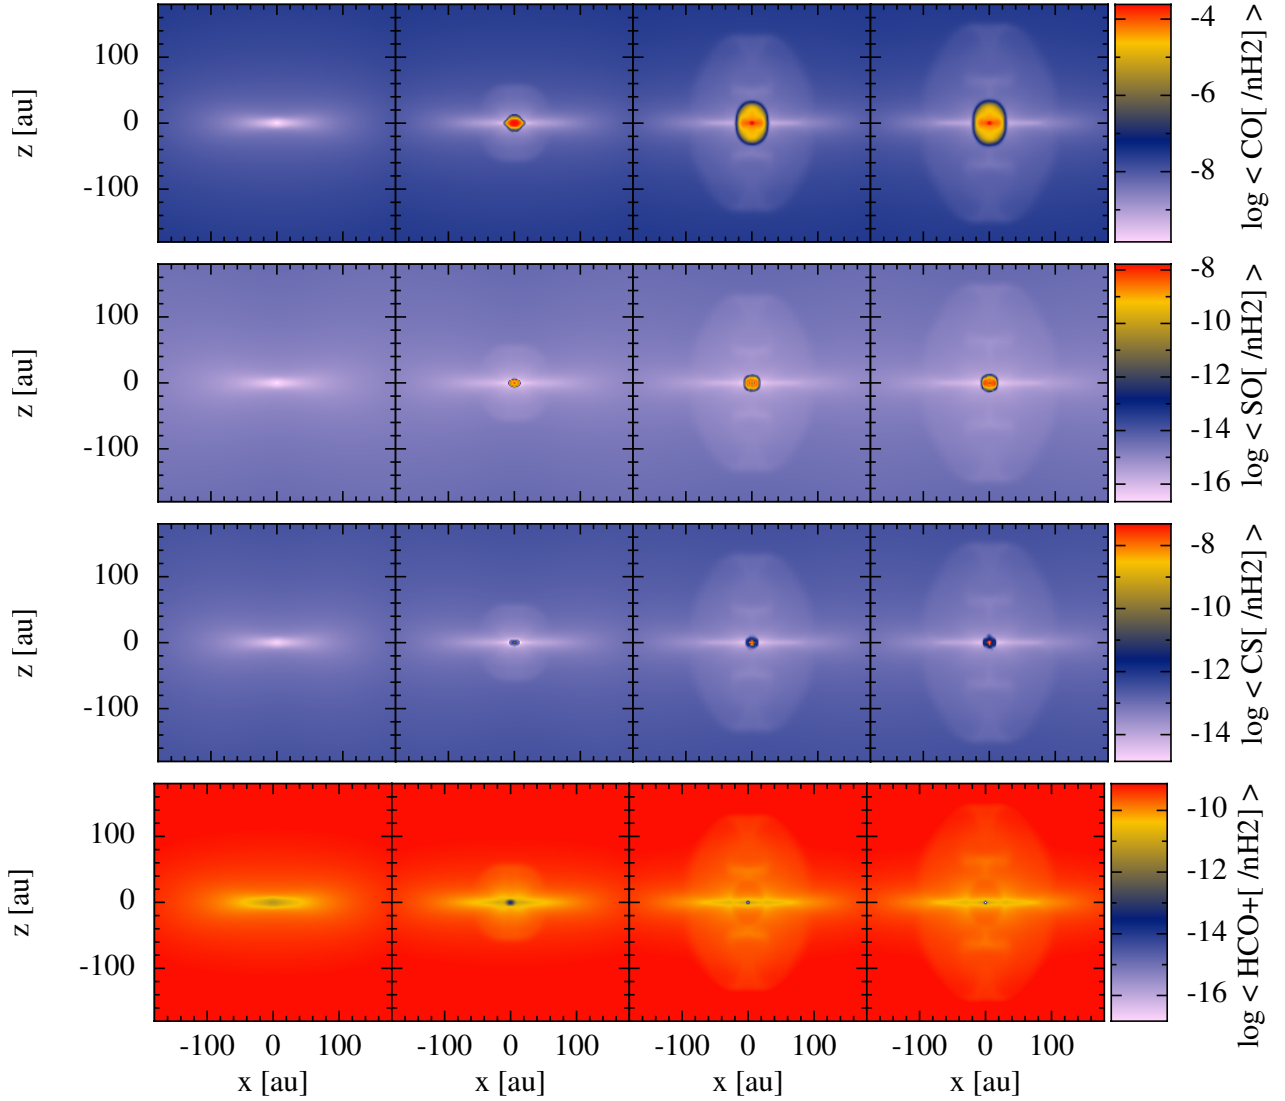 z [au]
100
0
-100
-4
-6
-8
log < CO[ /nH2] >
z [au]
100
0
-100
-8
-10
-12
-14
-16
log < SO[ /nH2] >
z [au]
100
0
-100
-8
-10
-12
-14
log < CS[ /nH2] >
z [au]
100
0
-100
-10
-12
-14
-16
log < HCO+[ /nH2] >
-100 0 100 -100 0 100 -100 0 100 -100 0 100
x [au] x [au] x [au] x [au]